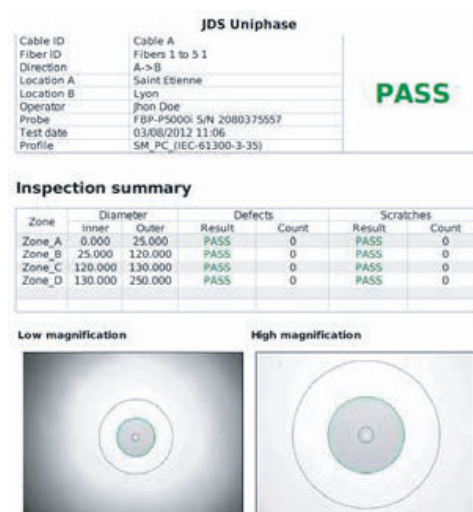 JDS Uniphase
Cable ID Cable A
Fiber ID Fibers 1 to 5 1
Direction A->B
Location A Saint Etienne
Location B Lyon
Operator Jhon Doe
Probe FBP-P5000i S/N 2080375557
Test date 03/08/2012 11:06
Profile SM_PC_(IEC-61300-3-35)
PASS
Inspection summary
Zone Diameter Defects Scratches
Inner Outer Result Count Result Count
Zone_A 0.000 25.000 PASS 0 PASS 0
Zone_B 25.000 120.000 PASS 0 PASS 0
Zone_C 120.000 130.000 PASS 0 PASS 0
Zone_D 130.000 250.000 PASS 0 PASS 0
Low magnification High magnification